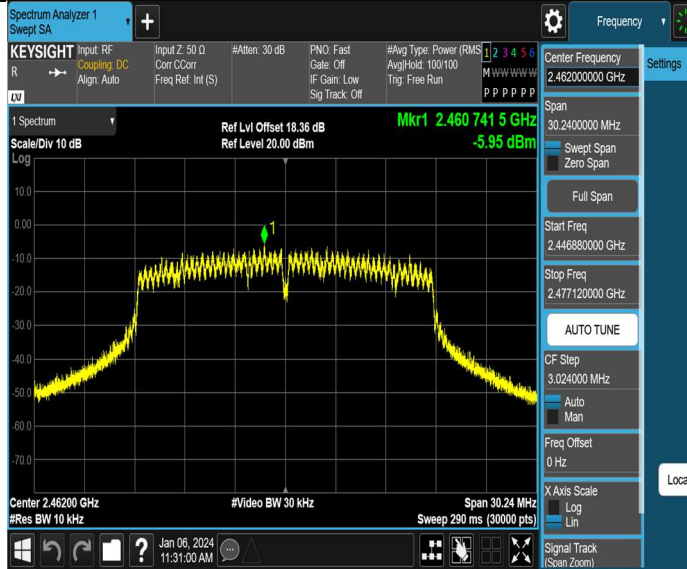 Spectrum Analyzer 1
Swept SA
+
Frequency
KEYSIGHT
R
LXI
Input: RF
Coupling: DC
Align: Auto
Input Z: 50 Ω
Corr CCorr
Freq Ref: Int (S)
#Atten: 30 dB
PNO: Fast
Gate: Off
IF Gain: Low
Sig Track: Off
#Avg Type: Power (RMS
Avg|Hold: 100/100
Trig: Free Run
1 2 3 4 5 6
M W W W W W
P P P P P P
1 Spectrum
Scale/Div 10 dB
Log
Ref Lvl Offset 18.36 dB
Ref Level 20.00 dBm
Mkr1 2.460 741 5 GHz
-5.95 dBm
1
10.0
0.00
-10.0
-20.0
-30.0
-40.0
-50.0
-60.0
-70.0
Center 2.46200 GHz
#Res BW 10 kHz
#Video BW 30 kHz
Span 30.24 MHz
Sweep 290 ms (30000 pts)
?
Jan 06, 2024
11:31:00 AM
Center Frequency
2.462000000 GHz
Span
30.2400000 MHz
Swept Span
Zero Span
Full Span
Start Freq
2.446880000 GHz
Stop Freq
2.477120000 GHz
AUTO TUNE
CF Step
3.024000 MHz
Auto
Man
Freq Offset
0 Hz
X Axis Scale
Log
Lin
Signal Track
(Span Zoom)
Settings
Loca